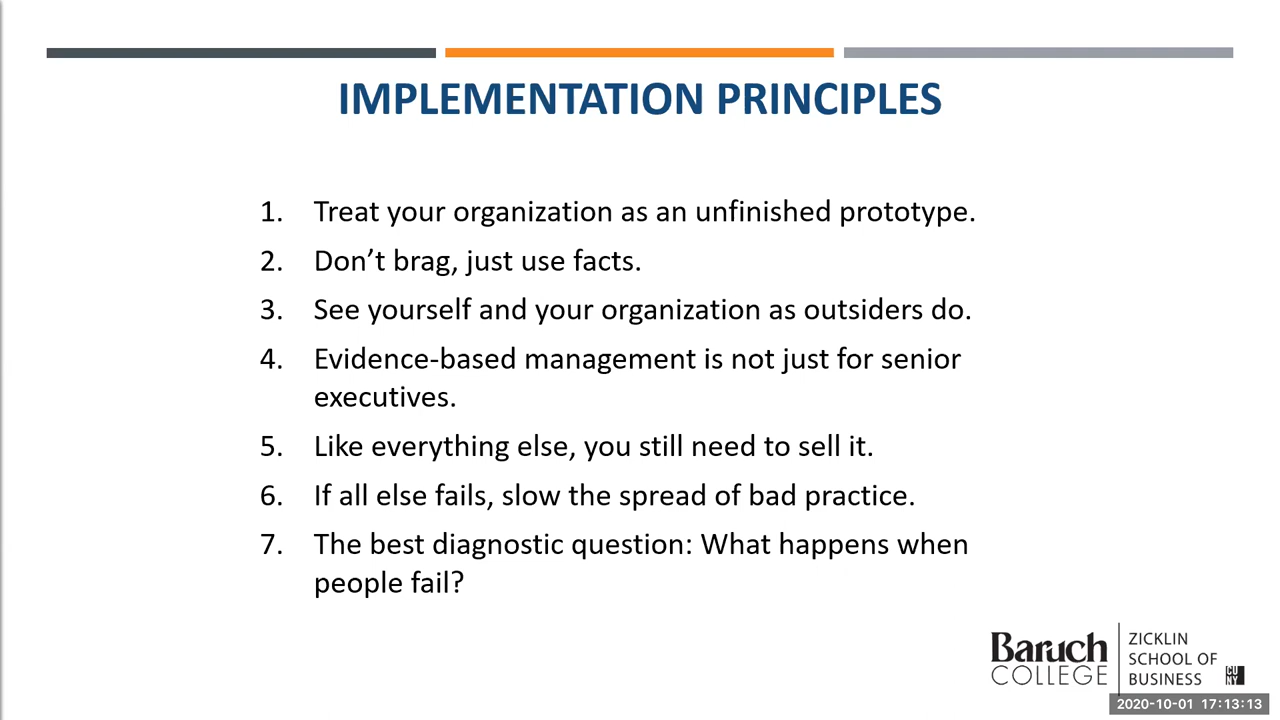 IMPLEMENTATION PRINCIPLES
1. Treat your organization as an unfinished prototype.
2. Don’t brag, just use facts.
3. See yourself and your organization as outsiders do.
4. Evidence-based management is not just for senior
executives.
5. Like everything else, you still need to sell it.
6. If all else fails, slow the spread of bad practice.
7. The best diagnostic question: What happens when
people fail?
Baruch
COLLEGE
ZICKLIN
SCHOOL OF
BUSINESS
CU
NY
2020-10-01 17:13:13